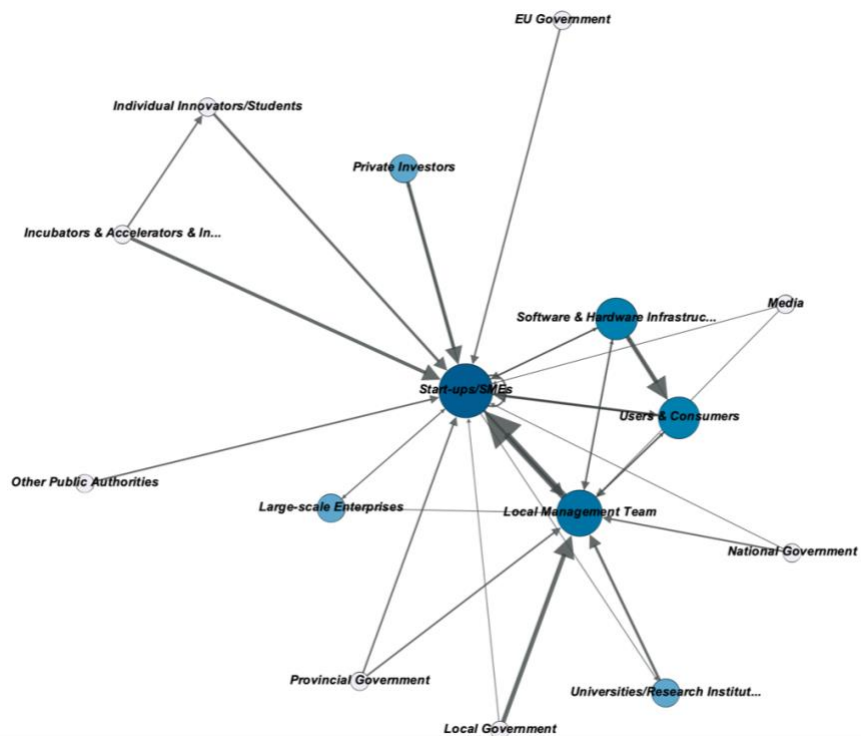 EU Government
Individual Innovators/Students
Private Investors
Incubators & Accelerators & In...
Media
Software & Hardware Infrastruc...
Start-ups/SMEs
Users & Consumers
Other Public Authorities
Large-scale Enterprises
Local Management Team
National Government
Provincial Government
Universities/Research Institut...
Local Government